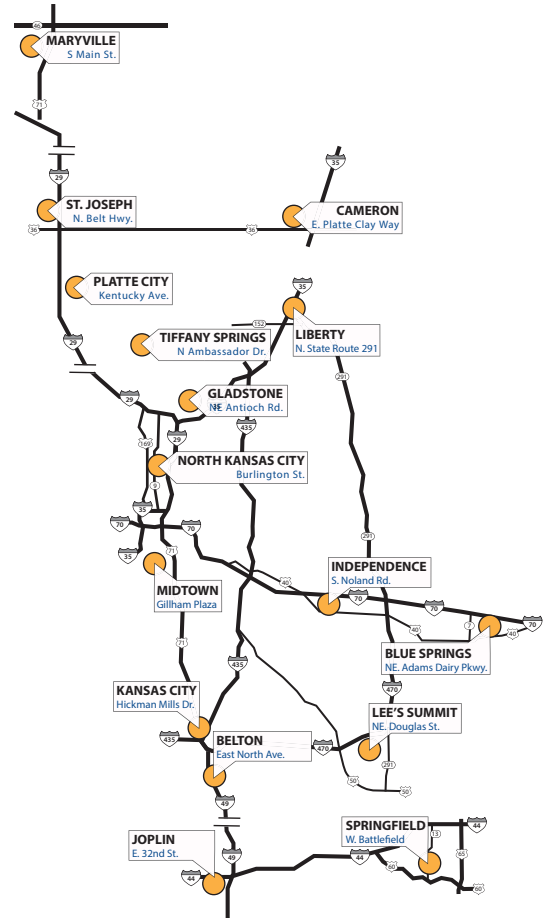 46
MARYVILLE
S Main St.
71
35
29
ST. JOSEPH
N. Belt Hwy.
CAMERON
E. Platte Clay Way
36
36
PLATTE CITY
Kentucky Ave.
35
152
TIFFANY SPRINGS
N Ambassador Dr.
LIBERTY
N. State Route 291
29
291
29
GLADSTONE
NE Antioch Rd.
35
435
29
169
NORTH KANSAS CITY
Burlington St.
9
35
70
70
291
35
71
MIDTOWN
Gillham Plaza
40
INDEPENDENCE
S. Noland Rd.
70
70
70
40
7
40
BLUE SPRINGS
NE. Adams Dairy Pkwy.
71
435
470
KANSAS CITY
Hickman Mills Dr.
LEE'S SUMMIT
NE. Douglas St.
435
BELTON
East North Ave.
470
291
50
50
49
JOPLIN
E. 32nd St.
49
44
SPRINGFIELD
W. Battlefield
44
13
44
65
60
60